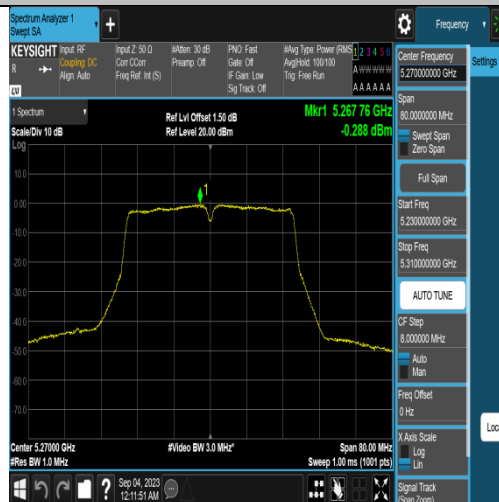 Spectrum Analyzer 1
Swept SA
+
Frequency
KEYSIGHT
R
LV
Input: RF
Coupling: DC
Align: Auto
Input Z: 50 Ω
Corr CCorr
Freq Ref: Int (S)
#Atten: 30 dB
Preamp: Off
PNO: Fast
Gate: Off
IF Gain: Low
Sig Track: Off
#Avg Type: Power (RMS
Avg|Hold: 100/100
Trig: Free Run
1 2 3 4 5 6
A W W W W W
A A A A A A
1 Spectrum
Scale/Div 10 dB
Log
Ref Lvl Offset 1.50 dB
Ref Level 20.00 dBm
Mkr1 5.267 76 GHz
-0.288 dBm
10.0
0.00
-10.0
-20.0
-30.0
-40.0
-50.0
-60.0
-70.0
1
Center 5.27000 GHz
#Res BW 1.0 MHz
#Video BW 3.0 MHz*
Span 80.00 MHz
Sweep 1.00 ms (1001 pts)
Sep 04, 2023
12:11:51 AM
Center Frequency
5.270000000 GHz
Span
80.0000000 MHz
Swept Span
Zero Span
Full Span
Start Freq
5.230000000 GHz
Stop Freq
5.310000000 GHz
AUTO TUNE
CF Step
8.000000 MHz
Auto
Man
Freq Offset
0 Hz
X Axis Scale
Log
Lin
Signal Track
(Span Zoom)
Settings
Loc